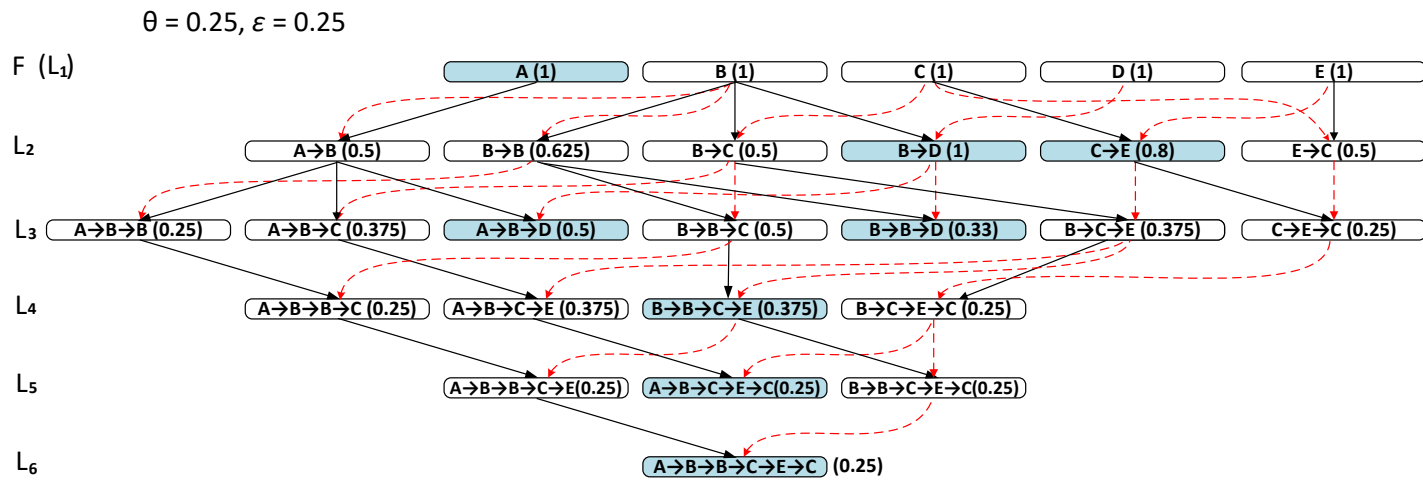 θ = 0.25, ε = 0.25
F (L₁) A (1) B (1) C (1) D (1) E (1)
L₂ A→B (0.5) B→B (0.625) B→C (0.5) B→D (1) C→E (0.8) E→C (0.5)
L₃ A→B→B (0.25) A→B→C (0.375) A→B→D (0.5) B→B→C (0.5) B→B→D (0.33) B→C→E (0.375) C→E→C (0.25)
L₄ A→B→B→C (0.25) A→B→C→E (0.375) B→B→C→E (0.375) B→C→E→C (0.25)
L₅ A→B→B→C→E(0.25) A→B→C→E→C(0.25) B→B→C→E→C(0.25)
L₆ A→B→B→C→E→C (0.25)